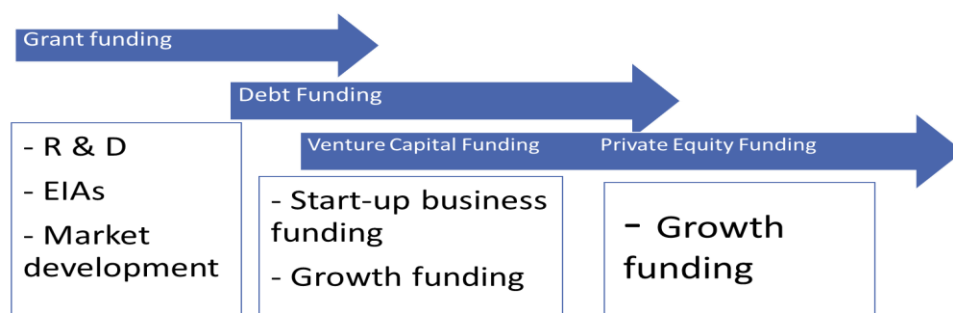 Grant funding
Debt Funding
Venture Capital Funding
Private Equity Funding
- R & D
- EIAs
- Market
development
- Start-up business
funding
- Growth funding
- Growth
funding